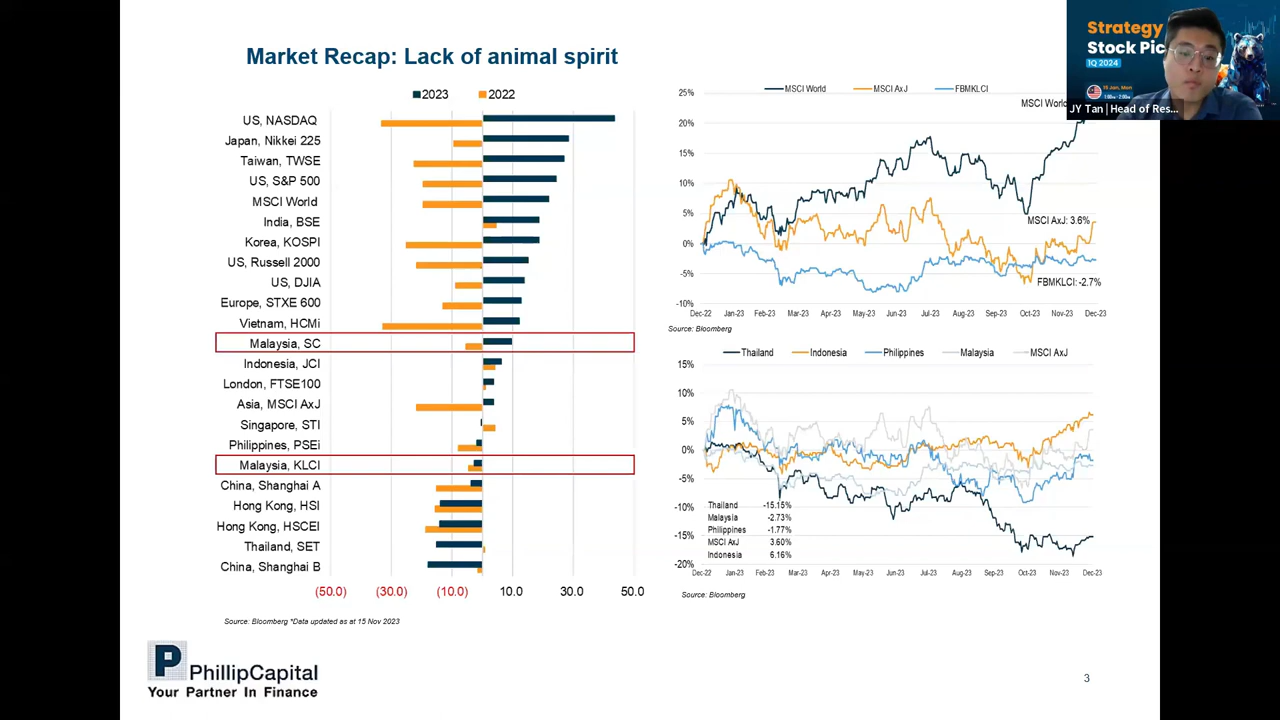 Market Recap: Lack of animal spirit
2023 2022
US, NASDAQ
Japan, Nikkei 225
Taiwan, TWSE
US, S&P 500
MSCI World
India, BSE
Korea, KOSPI
US, Russell 2000
US, DJIA
Europe, STXE 600
Vietnam, HCMi
Malaysia, SC
Indonesia, JCI
London, FTSE100
Asia, MSCI AxJ
Singapore, STI
Philippines, PSEi
Malaysia, KLCI
China, Shanghai A
Hong Kong, HSI
Hong Kong, HSCEI
Thailand, SET
China, Shanghai B
(50.0) (30.0) (10.0) 10.0 30.0 50.0
Source: Bloomberg *Data updated as at 15 Nov 2023
MSCI World MSCI AxJ FBMKLCI
MSCI World
25%
20%
15%
10%
5%
0%
-5%
-10%
MSCI AxJ: 3.6%
FBMKLCI: -2.7%
Dec-22 Jan-23 Feb-23 Mar-23 Apr-23 May-23 Jun-23 Jul-23 Aug-23 Sep-23 Oct-23 Nov-23 Dec-23
Source: Bloomberg
Thailand Indonesia Philippines Malaysia MSCI AxJ
15%
10%
5%
0%
-5%
-10%
-15%
-20%
Thailand -15.15%
Malaysia -2.73%
Philippines -1.77%
MSCI AxJ 3.60%
Indonesia 6.16%
Dec-22 Jan-23 Feb-23 Mar-23 Apr-23 May-23 Jun-23 Jul-23 Aug-23 Sep-23 Oct-23 Nov-23 Dec-23
Source: Bloomberg
Strategy
Stock Pic
1Q 2024
JY Tan | Head of Res...
P PhillipCapital
Your Partner In Finance
3